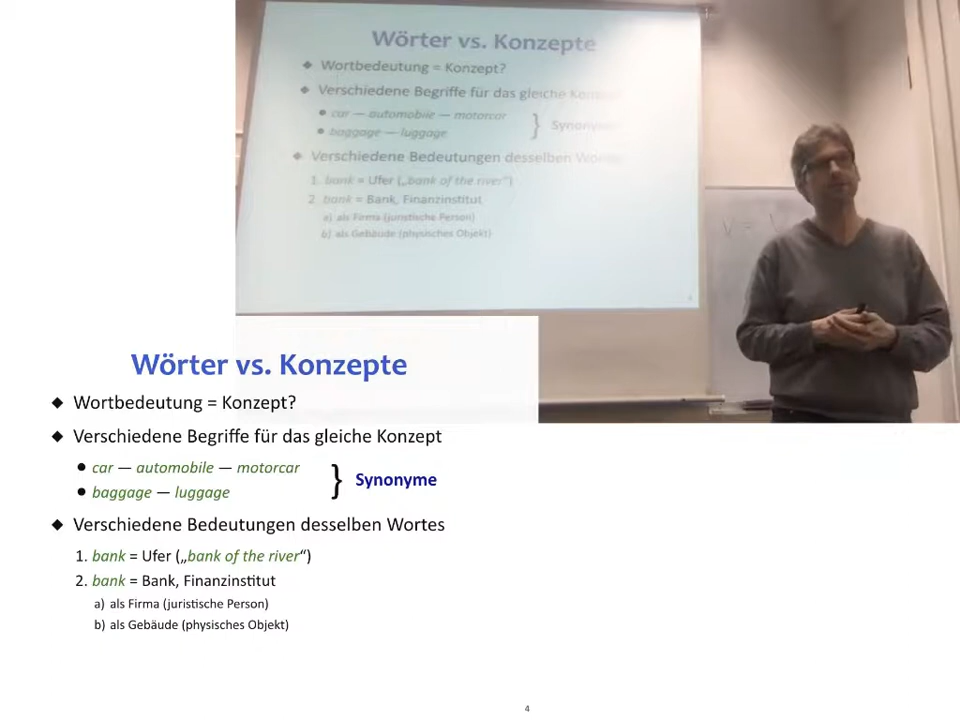 Wörter vs. Konzepte
Wortbedeutung = Konzept?
Verschiedene Begriffe für das gleiche
car — automobile — motorcar
baggage — luggage
} Synonyme
Verschiedene Bedeutungen desselben
1. bank = Ufer („bank of the river“)
2. bank = Bank, Finanzinstitut
a) als Firma (juristische Person)
b) als Gebäude (physisches Objekt)
V = V
Wörter vs. Konzepte
◆ Wortbedeutung = Konzept?
◆ Verschiedene Begriffe für das gleiche Konzept
● car — automobile — motorcar
● baggage — luggage
} Synonyme
◆ Verschiedene Bedeutungen desselben Wortes
1. bank = Ufer („bank of the river“)
2. bank = Bank, Finanzinstitut
a) als Firma (juristische Person)
b) als Gebäude (physisches Objekt)
4